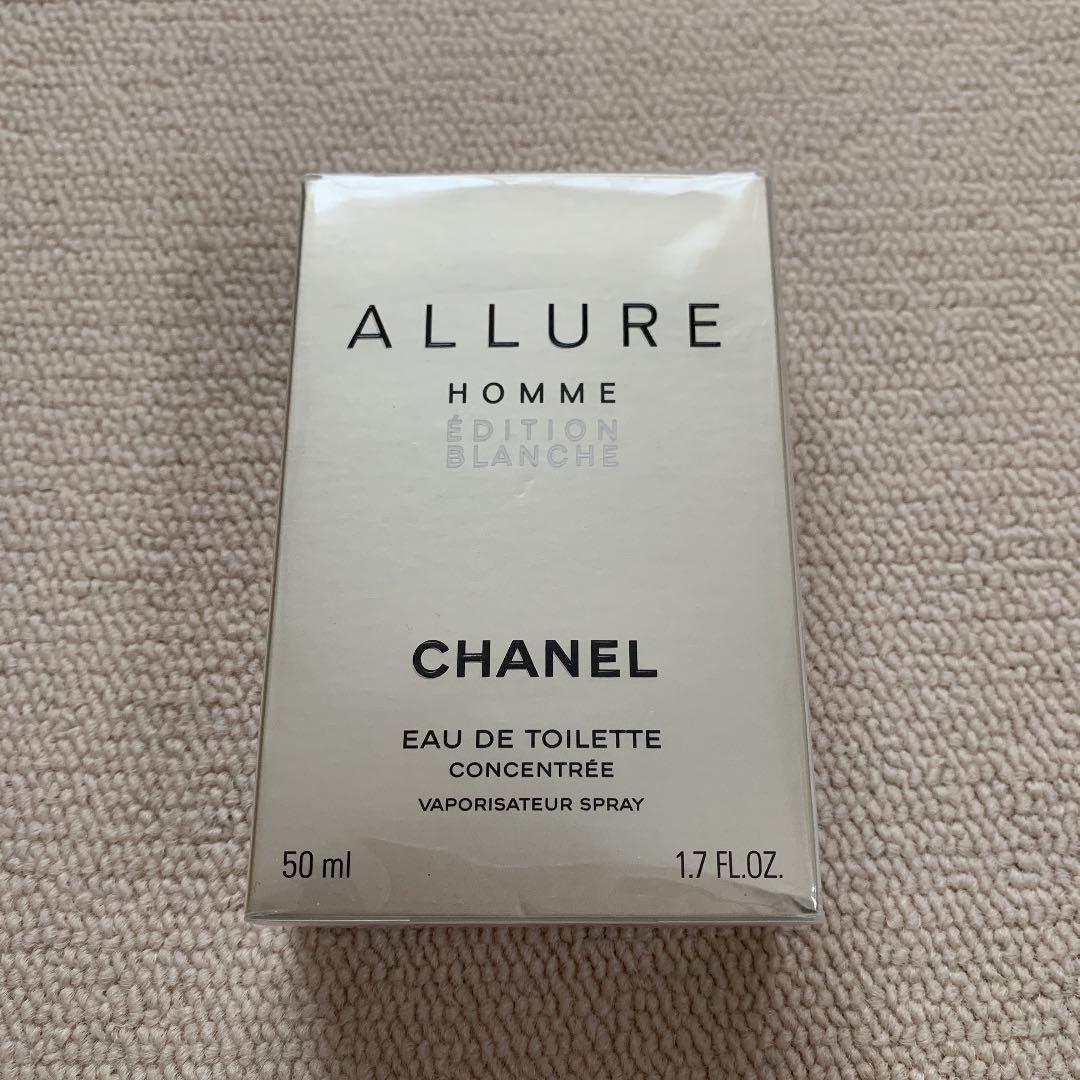 ALLURE
HOMME
ÉDITION
BLANCHE
CHANEL
EAU DE TOILETTE
CONCENTRÉE
VAPORISATEUR SPRAY
50 ml 1.7 FL.OZ.